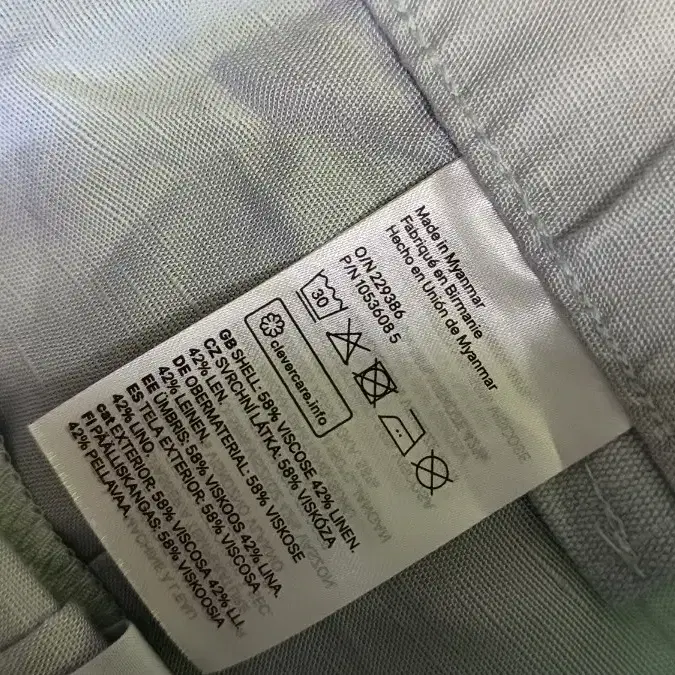 Made in Myanmar
Fabriqué en Birmanie
Hecho en Unión de Myanmar
O/N 229386
P/N 1053608 5
30
clevercare.info
GB SHELL: 58% VISCOSE 42% LINEN.
CZ SVRCHNÍ LÁTKA: 58% VISKÓZA
42% LEN.
DE OBERMATERIAL: 58% VISKOSE
42% LEINEN.
EE ÜMBRIS: 58% VISKOOS 42% LINA.
ES TELA EXTERIOR: 58% VISCOSA
42% LINO.
cat EXTERIOR: 58% VISCOSA 42% LLI.
FI PÄÄLLISKANGAS: 58% VISKOOSIA
42% PELLAVAA.